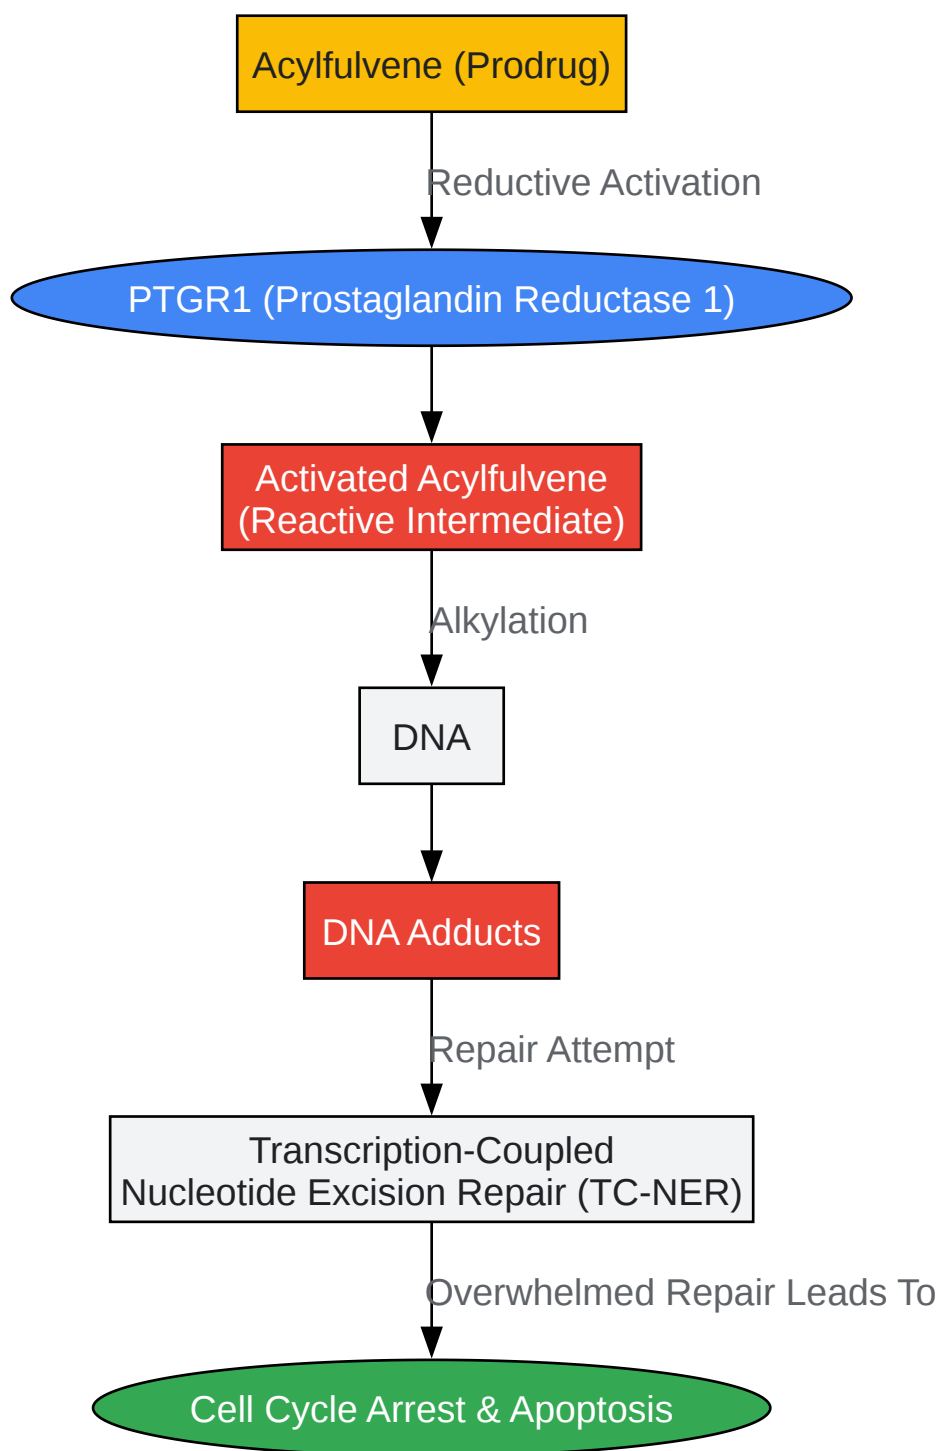 Acylfulvene (Prodrug)
Reductive Activation
PTGR1 (Prostaglandin Reductase 1)
Activated Acylfulvene
(Reactive Intermediate)
Alkylation
DNA
DNA Adducts
Repair Attempt
Transcription-Coupled
Nucleotide Excision Repair (TC-NER)
Overwhelmed Repair Leads To
Cell Cycle Arrest & Apoptosis